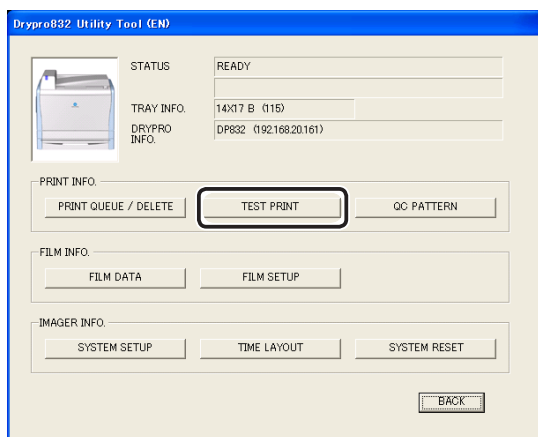 Drypro832 Utility Tool (EN)
STATUS READY
TRAY INFO. 14X17 B (115)
DRYPRO INFO. DP832 (192.168.20.161)
PRINT INFO.
PRINT QUEUE / DELETE TEST PRINT QC PATTERN
FILM INFO.
FILM DATA FILM SETUP
IMAGER INFO.
SYSTEM SETUP TIME LAYOUT SYSTEM RESET
BACK